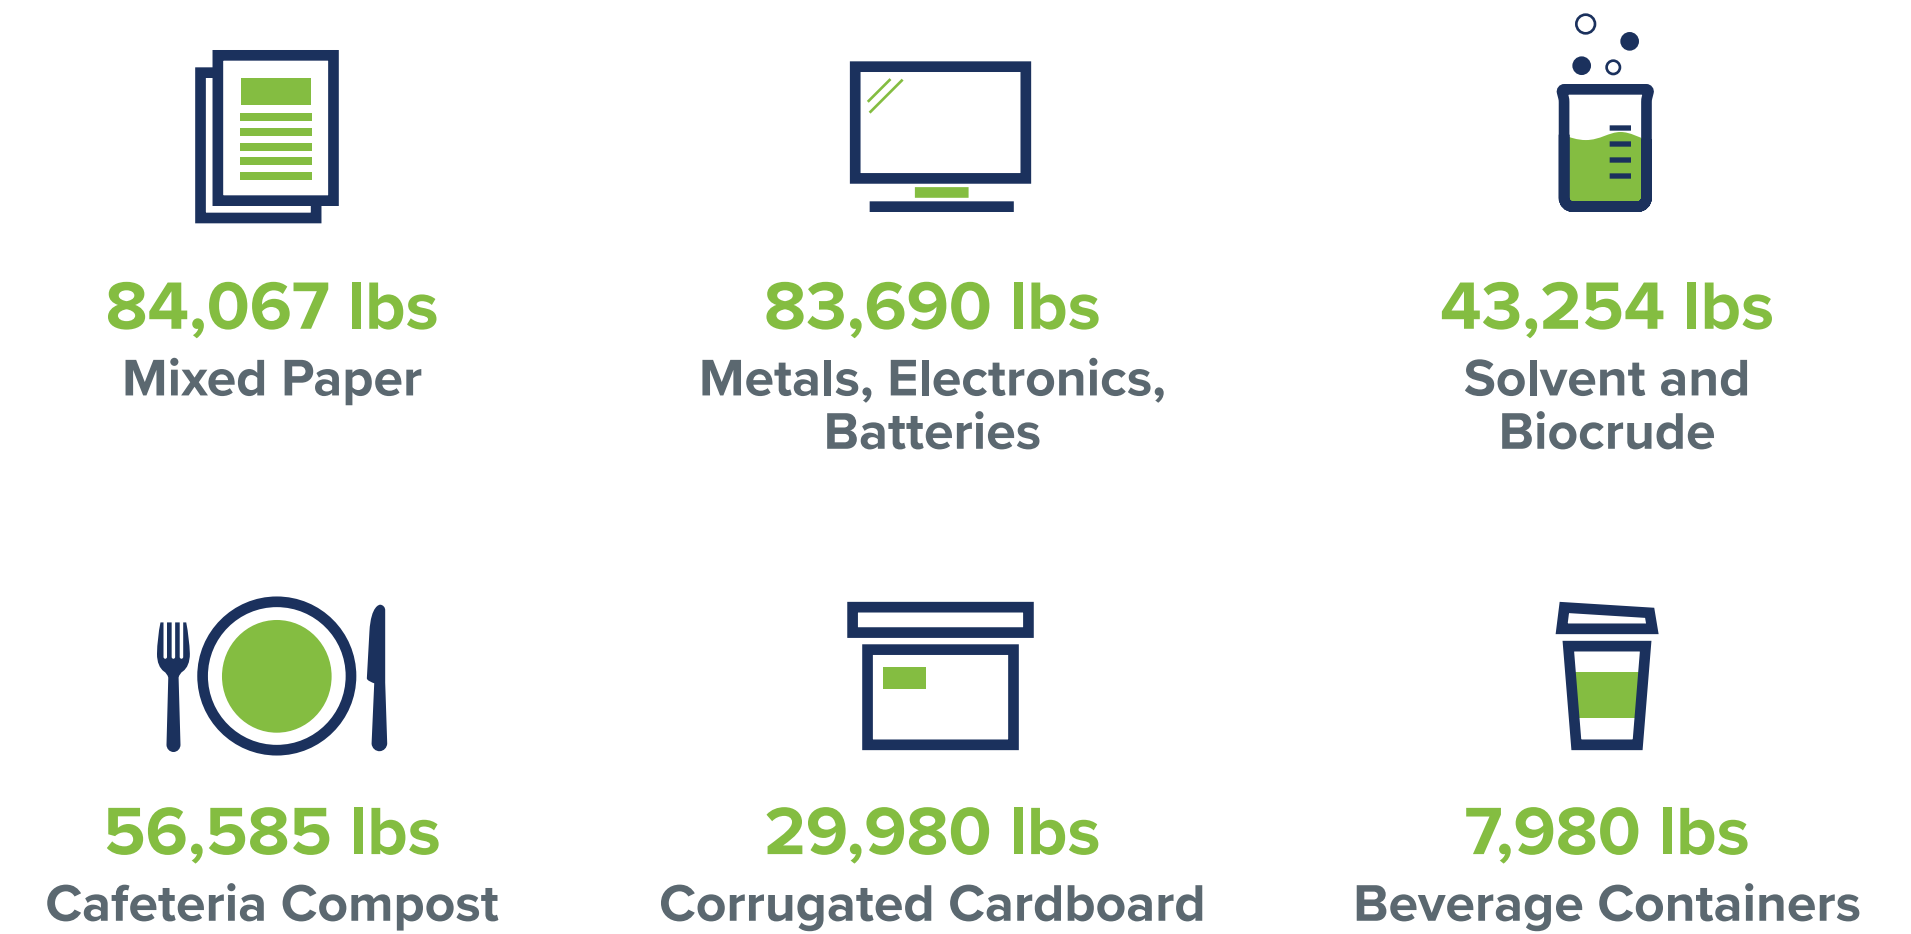 84,067 lbs
Mixed Paper
83,690 lbs
Metals, Electronics,
Batteries
43,254 lbs
Solvent and
Biocrude
56,585 lbs
Cafeteria Compost
29,980 lbs
Corrugated Cardboard
7,980 lbs
Beverage Containers